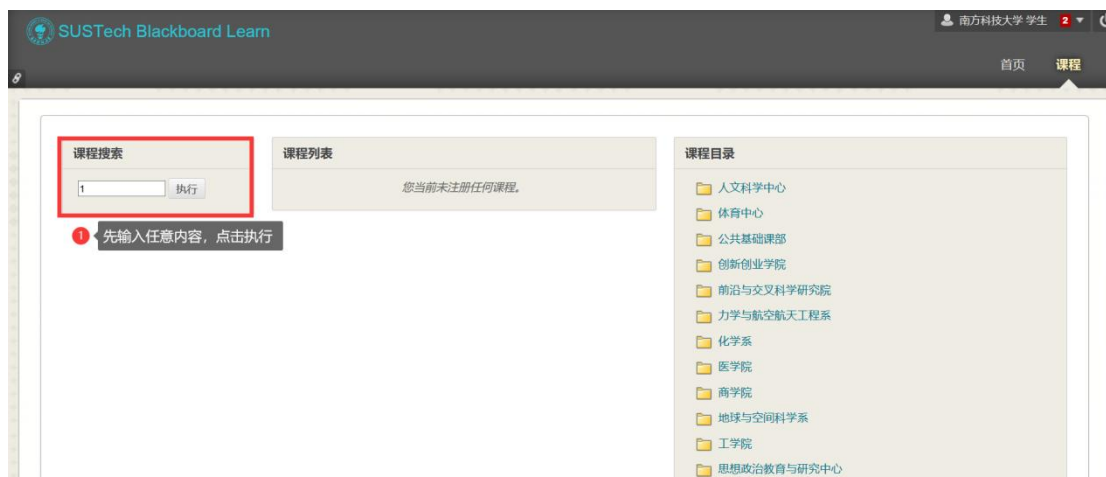 SUSTech Blackboard Learn
南方科技大学 学生 2
首页 课程
课程搜索
1 执行
1 先输入任意内容，点击执行
课程列表
您当前未注册任何课程。
课程目录
人文科学中心
体育中心
公共基础课部
创新创业学院
前沿与交叉科学研究院
力学与航空航天工程系
化学系
医学院
商学院
地球与空间科学系
工学院
思想政治教育与研究中心